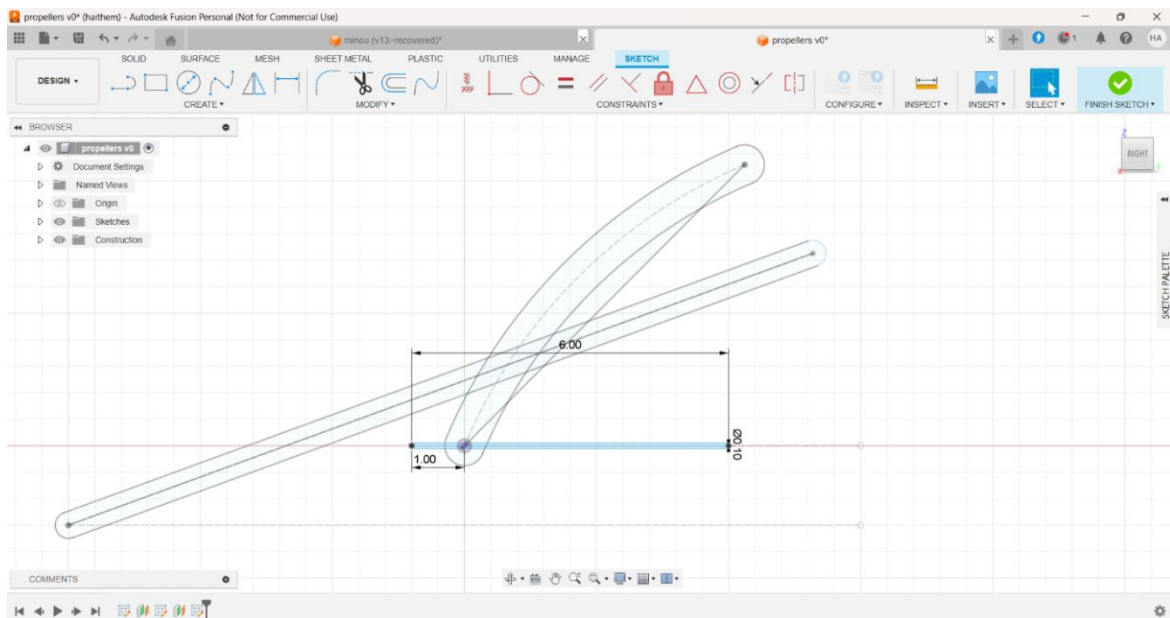 propellers v0* (haithem) - Autodesk Fusion Personal (Not for Commercial Use)
minou (v13~recovered)*
propellers v0*
1
HA
SOLID SURFACE MESH SHEET METAL PLASTIC UTILITIES MANAGE SKETCH
DESIGN
CREATE MODIFY CONSTRAINTS CONFIGURE INSPECT INSERT SELECT FINISH SKETCH
BROWSER
propellers v0
Document Settings
Named Views
Origin
Sketches
Construction
Z
RIGHT
X Y
SKETCH PALETTE
6.00
Ø0.10
1.00
COMMENTS